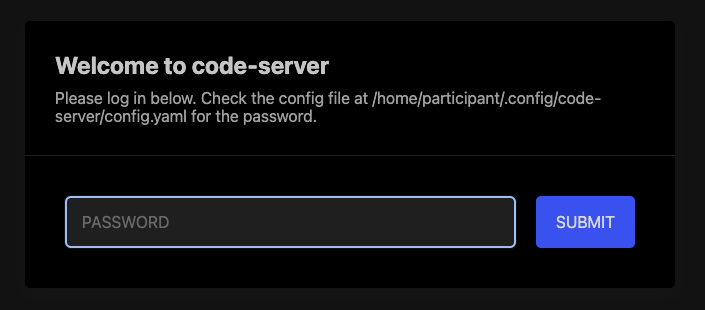 Welcome to code-server
Please log in below. Check the config file at /home/participant/.config/code-
server/config.yaml for the password.
PASSWORD
SUBMIT